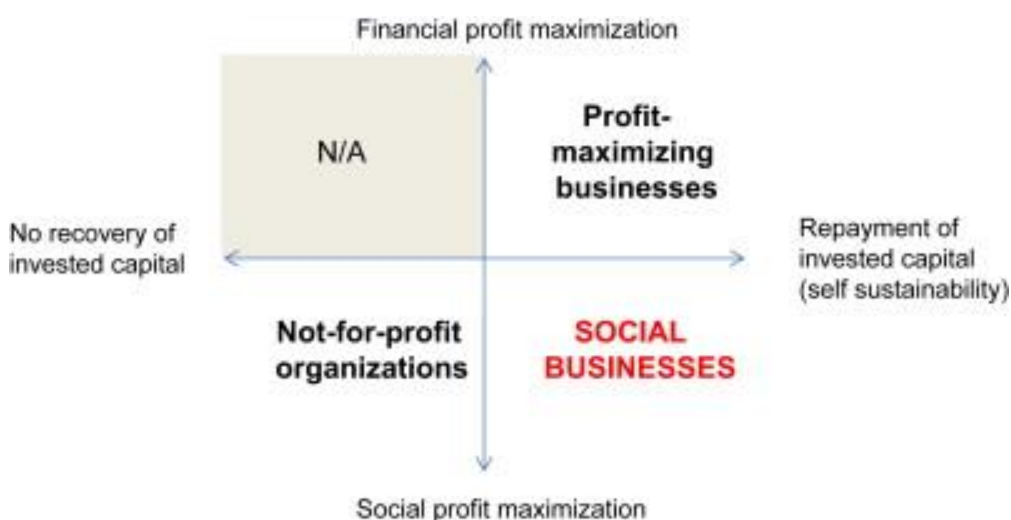 Financial profit maximization
N/A
Profit-
maximizing
businesses
No recovery of
invested capital
Repayment of
invested capital
(self sustainability)
Not-for-profit
organizations
SOCIAL
BUSINESSES
Social profit maximization